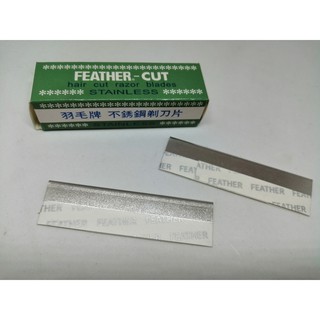 FEATHER-CUT
hair cut razor blades
****** STAINLESS ******
羽毛牌 不銹鋼剃刀片
FEATHER FEATHER
FEATHER FEATHER